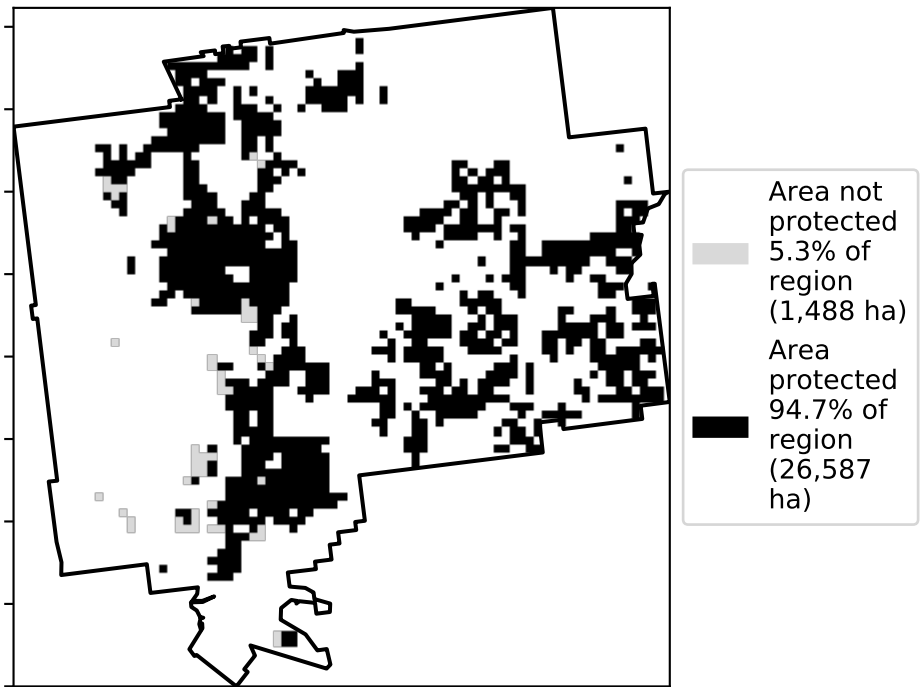 Area not
protected
5.3% of
region
(1,488 ha)
Area
protected
94.7% of
region
(26,587
ha)